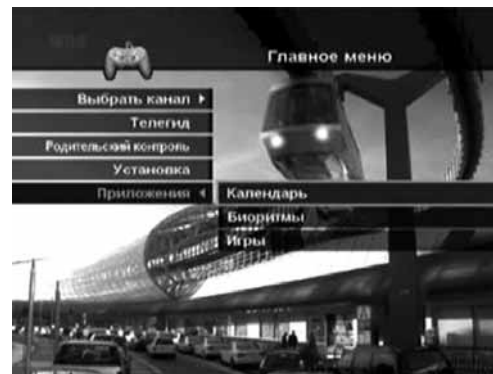 Главное меню
Выбрать канал
Телегид
Родительский контроль
Установка
Приложения
Календарь
Биоритмы
Игры